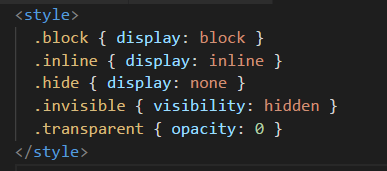 <style>
.block { display: block }
.inline { display: inline }
.hide { display: none }
.invisible { visibility: hidden }
.transparent { opacity: 0 }
</style>